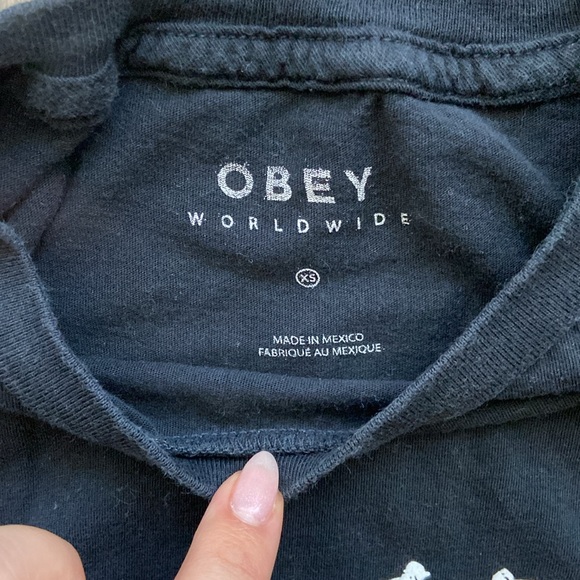 OBEY
WORLDWIDE
XS
MADE IN MEXICO
FABRIQUÉ AU MEXIQUE